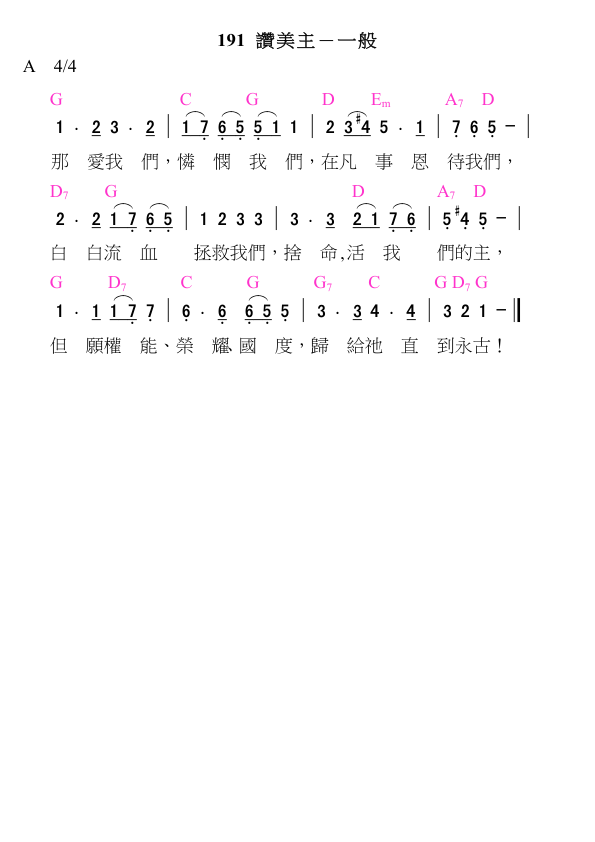 191 讚美主－一般
A 4/4
G C G D Em A7 D
1 · 2 3 · 2 | 1 7 6 5 5 1 1 | 2 3 #4 5 · 1 | 7 6 5 － |
那 愛我 們，憐 憫 我 們，在凡 事 恩 待我們，
D7 G D A7 D
2 · 2 1 7 6 5 | 1 2 3 3 | 3 · 3 2 1 7 6 | 5 #4 5 － |
白 白流 血 拯救我們，捨 命,活 我 們的主，
G D7 C G G7 C G D7 G
1 · 1 1 7 7 | 6 · 6 6 5 5 | 3 · 3 4 · 4 | 3 2 1 － ||
但 願權 能、榮 耀、國 度，歸 給祂 直 到永古！